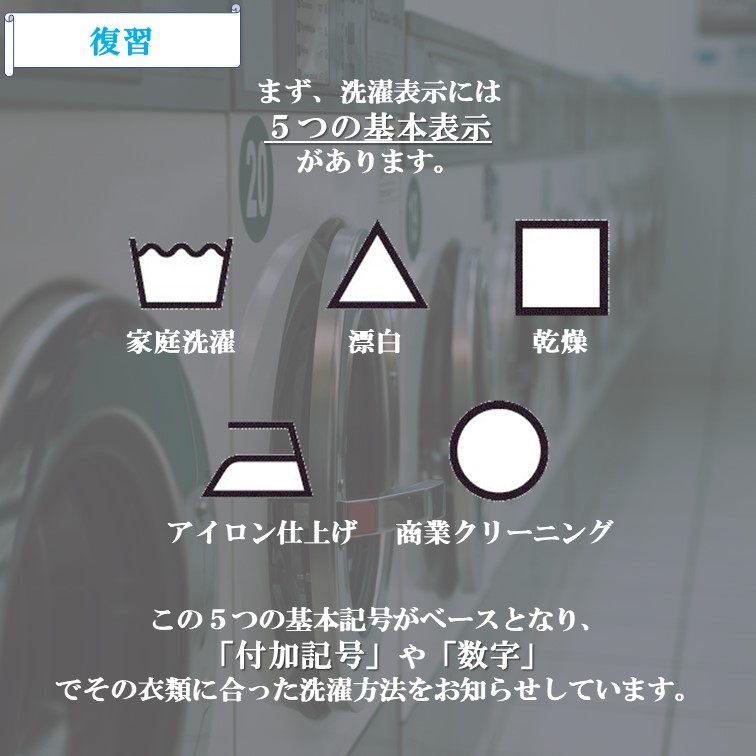 復習
まず、洗濯表示には
５つの基本表示
があります。
20
家庭洗濯
漂白
乾燥
アイロン仕上げ
商業クリーニング
この５つの基本記号がベースとなり、
「付加記号」や「数字」
でその衣類に合った洗濯方法をお知らせしています。